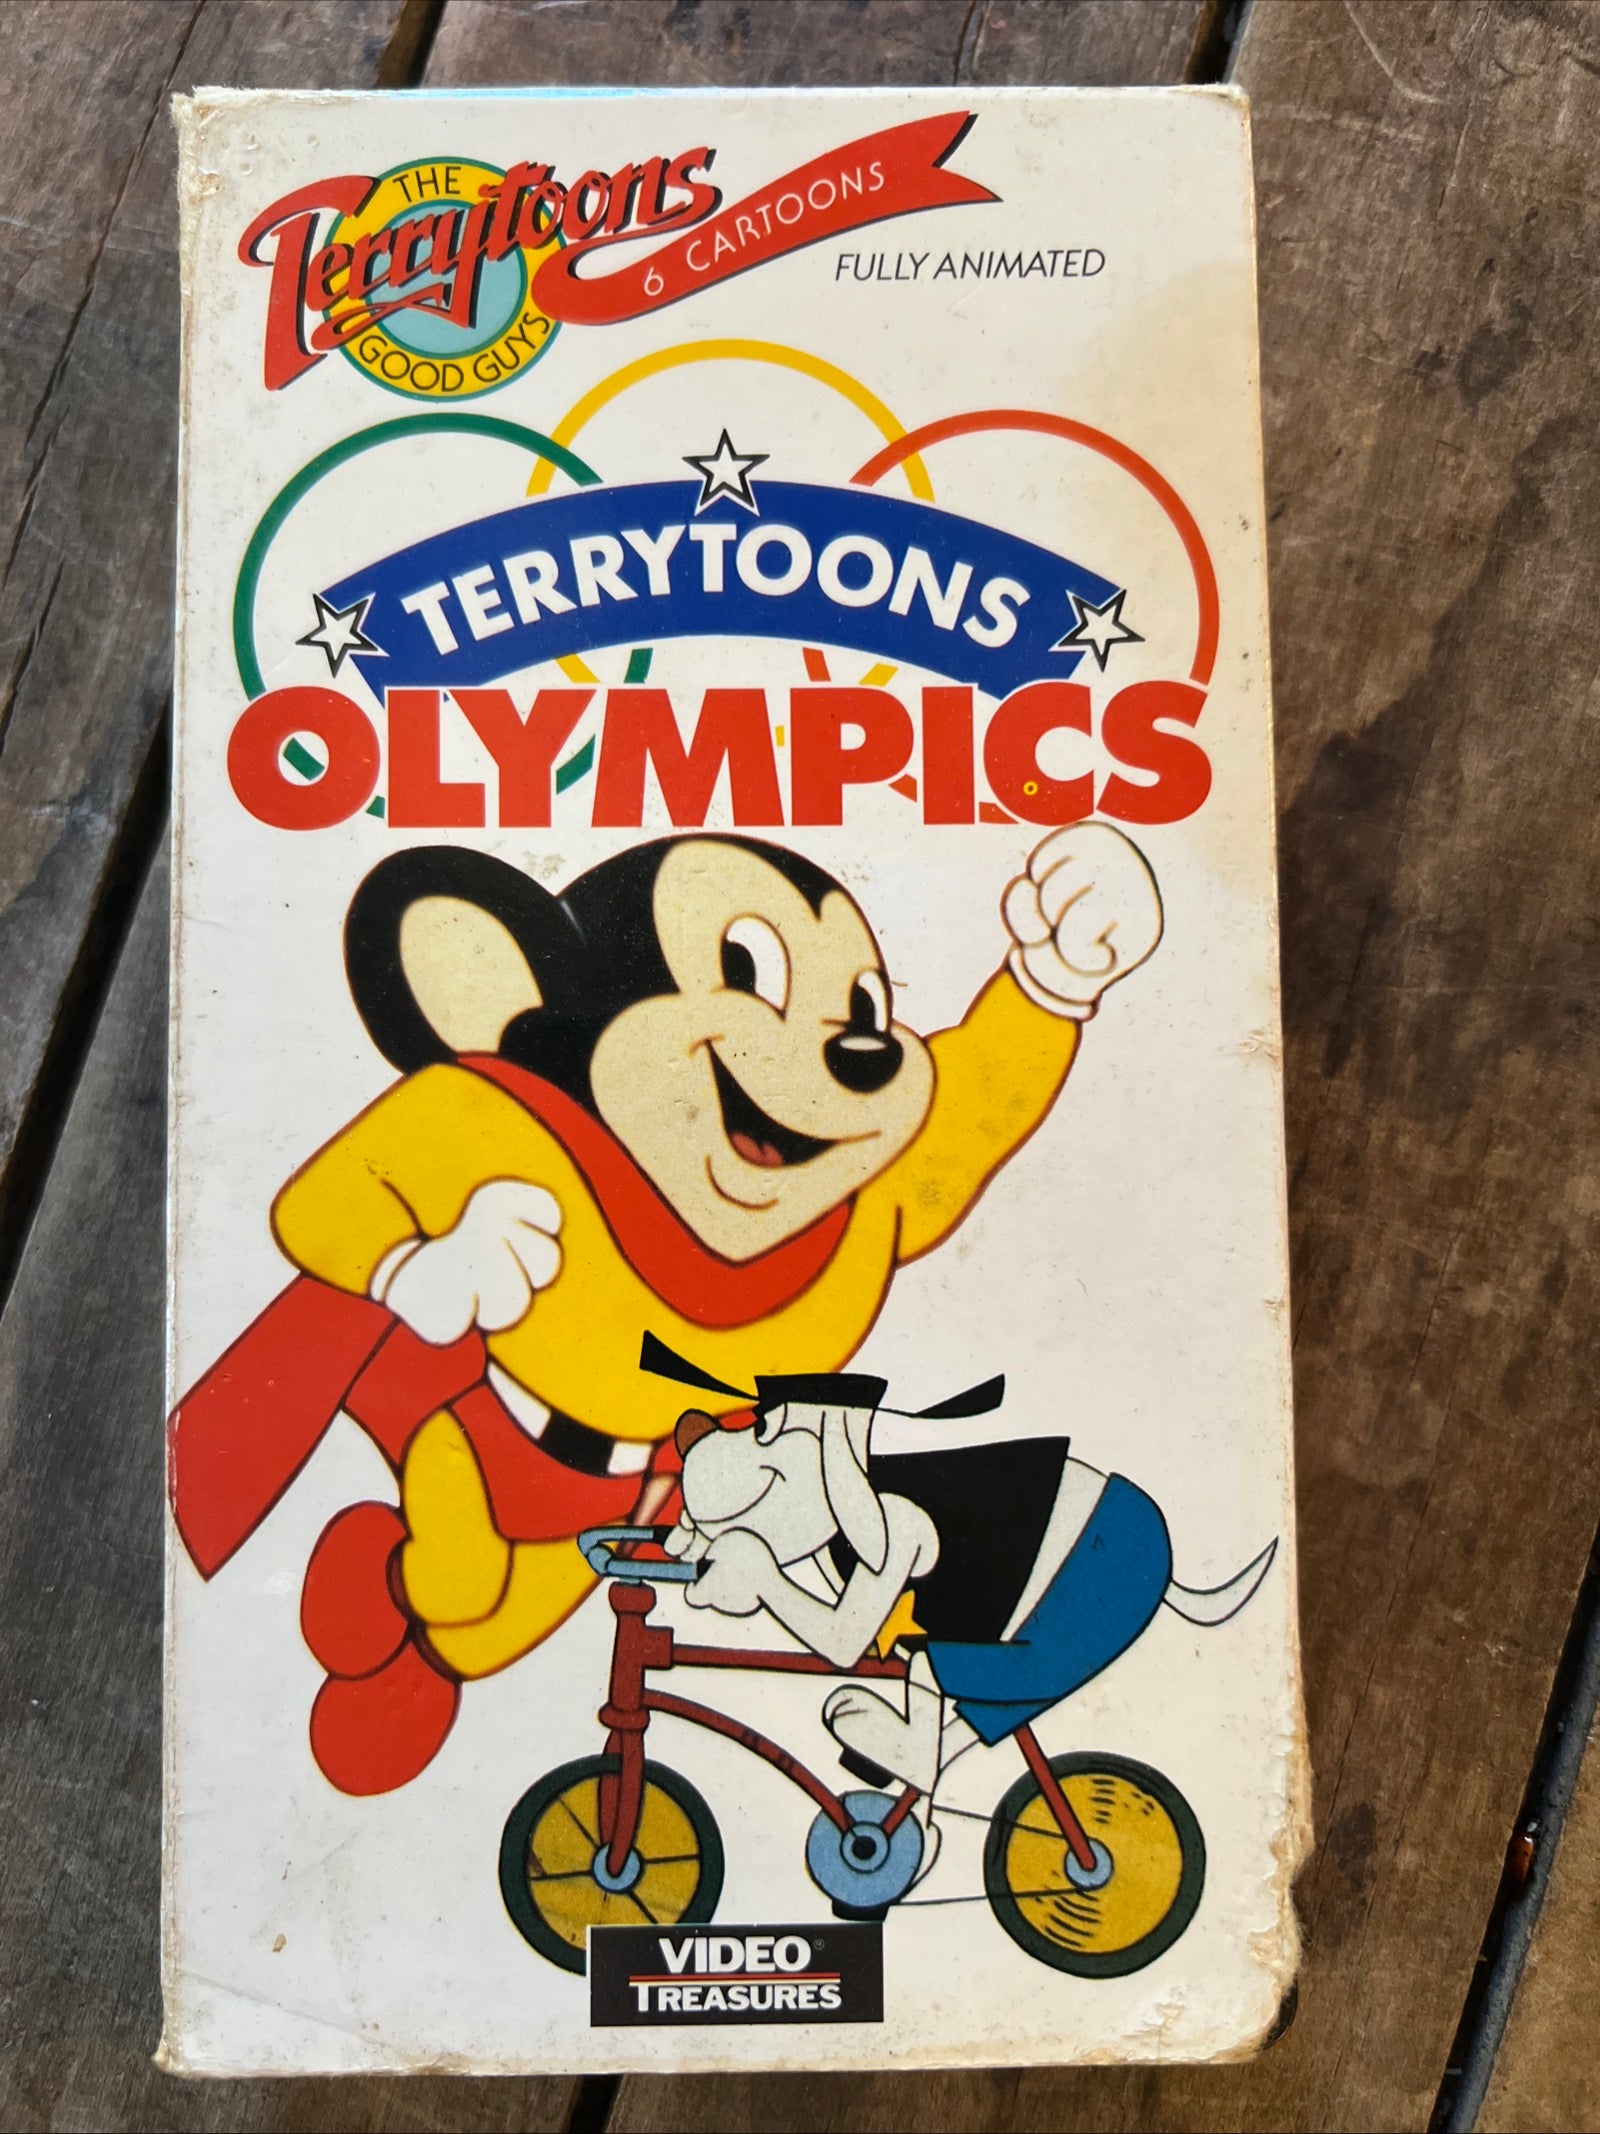 THE
Terrytoons
GOOD GUYS
6 CARTOONS
FULLY ANIMATED
TERRYTOONS
OLYMPICS
VIDEO®
TREASURES